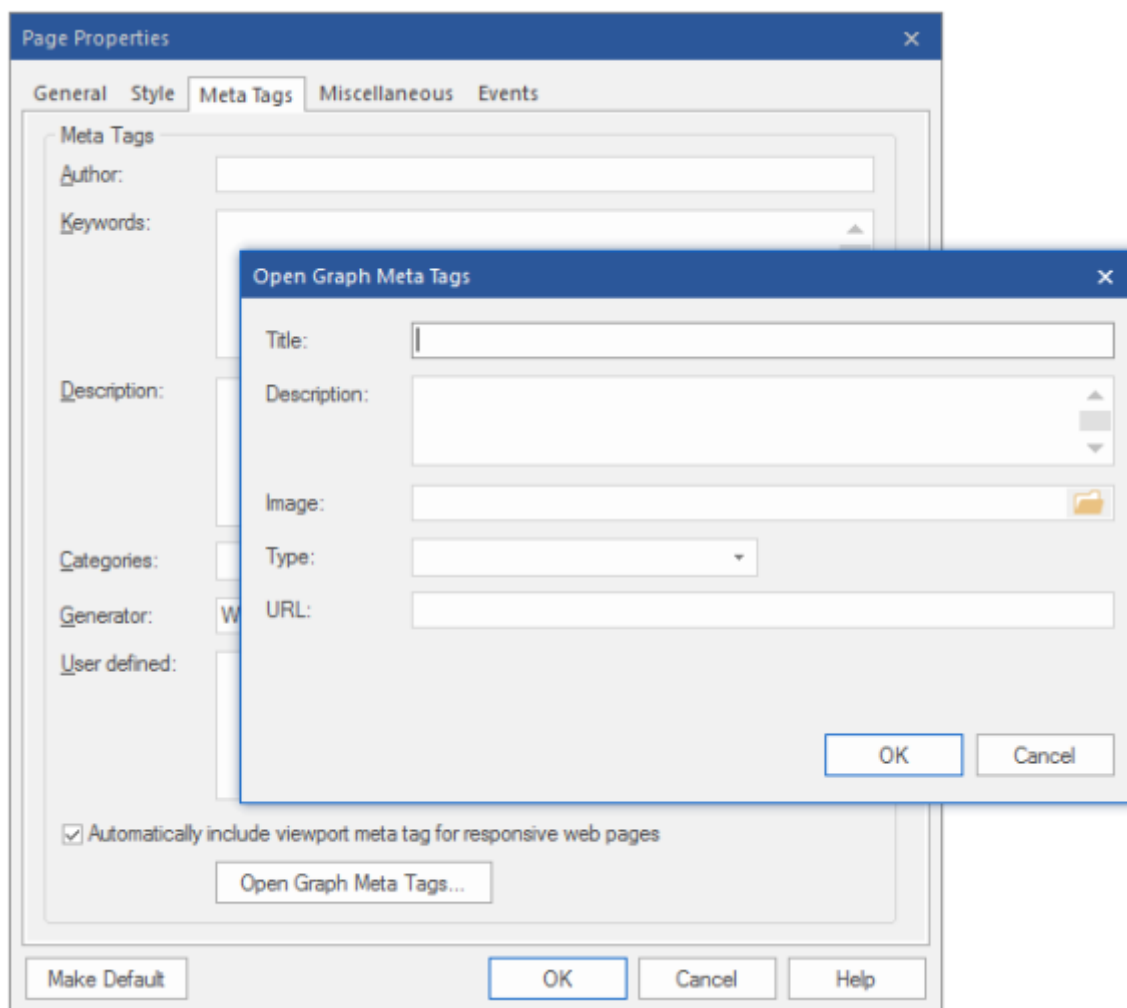 Page Properties
General Style Meta Tags Miscellaneous Events
Meta Tags
Author:
Keywords:
Description:
Categories:
Generator: W
User defined:
Automatically include viewport meta tag for responsive web pages
Open Graph Meta Tags...
Make Default OK Cancel Help
Open Graph Meta Tags
Title:
Description:
Image:
Type:
URL:
OK Cancel